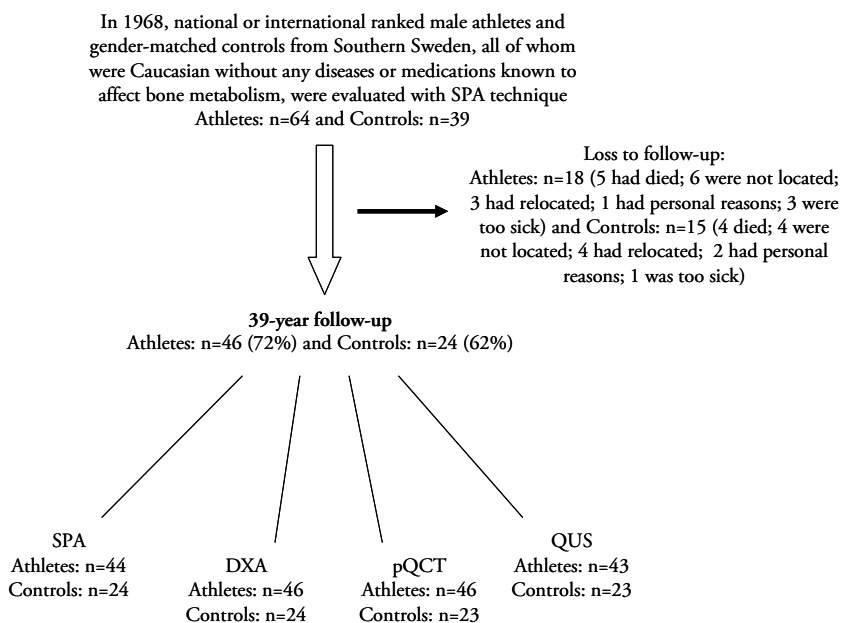 In 1968, national or international ranked male athletes and
gender-matched controls from Southern Sweden, all of whom
were Caucasian without any diseases or medications known to
affect bone metabolism, were evaluated with SPA technique
Athletes: n=64 and Controls: n=39
Loss to follow-up:
Athletes: n=18 (5 had died; 6 were not located;
3 had relocated; 1 had personal reasons; 3 were
too sick) and Controls: n=15 (4 died; 4 were
not located; 4 had relocated; 2 had personal
reasons; 1 was too sick)
39-year follow-up
Athletes: n=46 (72%) and Controls: n=24 (62%)
SPA
Athletes: n=44
Controls: n=24
DXA
Athletes: n=46
Controls: n=24
pQCT
Athletes: n=46
Controls: n=23
QUS
Athletes: n=43
Controls: n=23